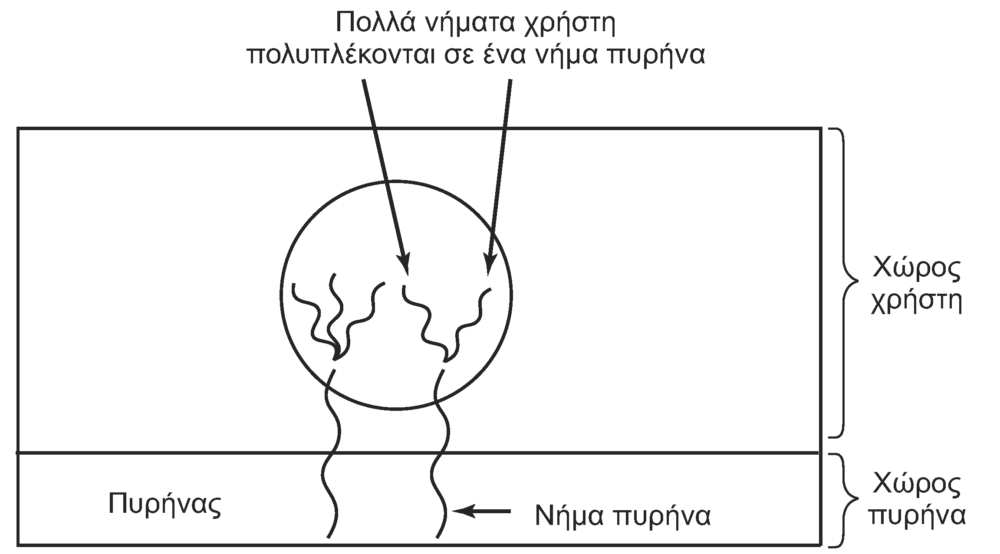 Πολλά νήματα χρήστη
πολυπλέκονται σε ένα νήμα πυρήνα
Χώρος
χρήστη
Πυρήνας
Νήμα πυρήνα
Χώρος
πυρήνα